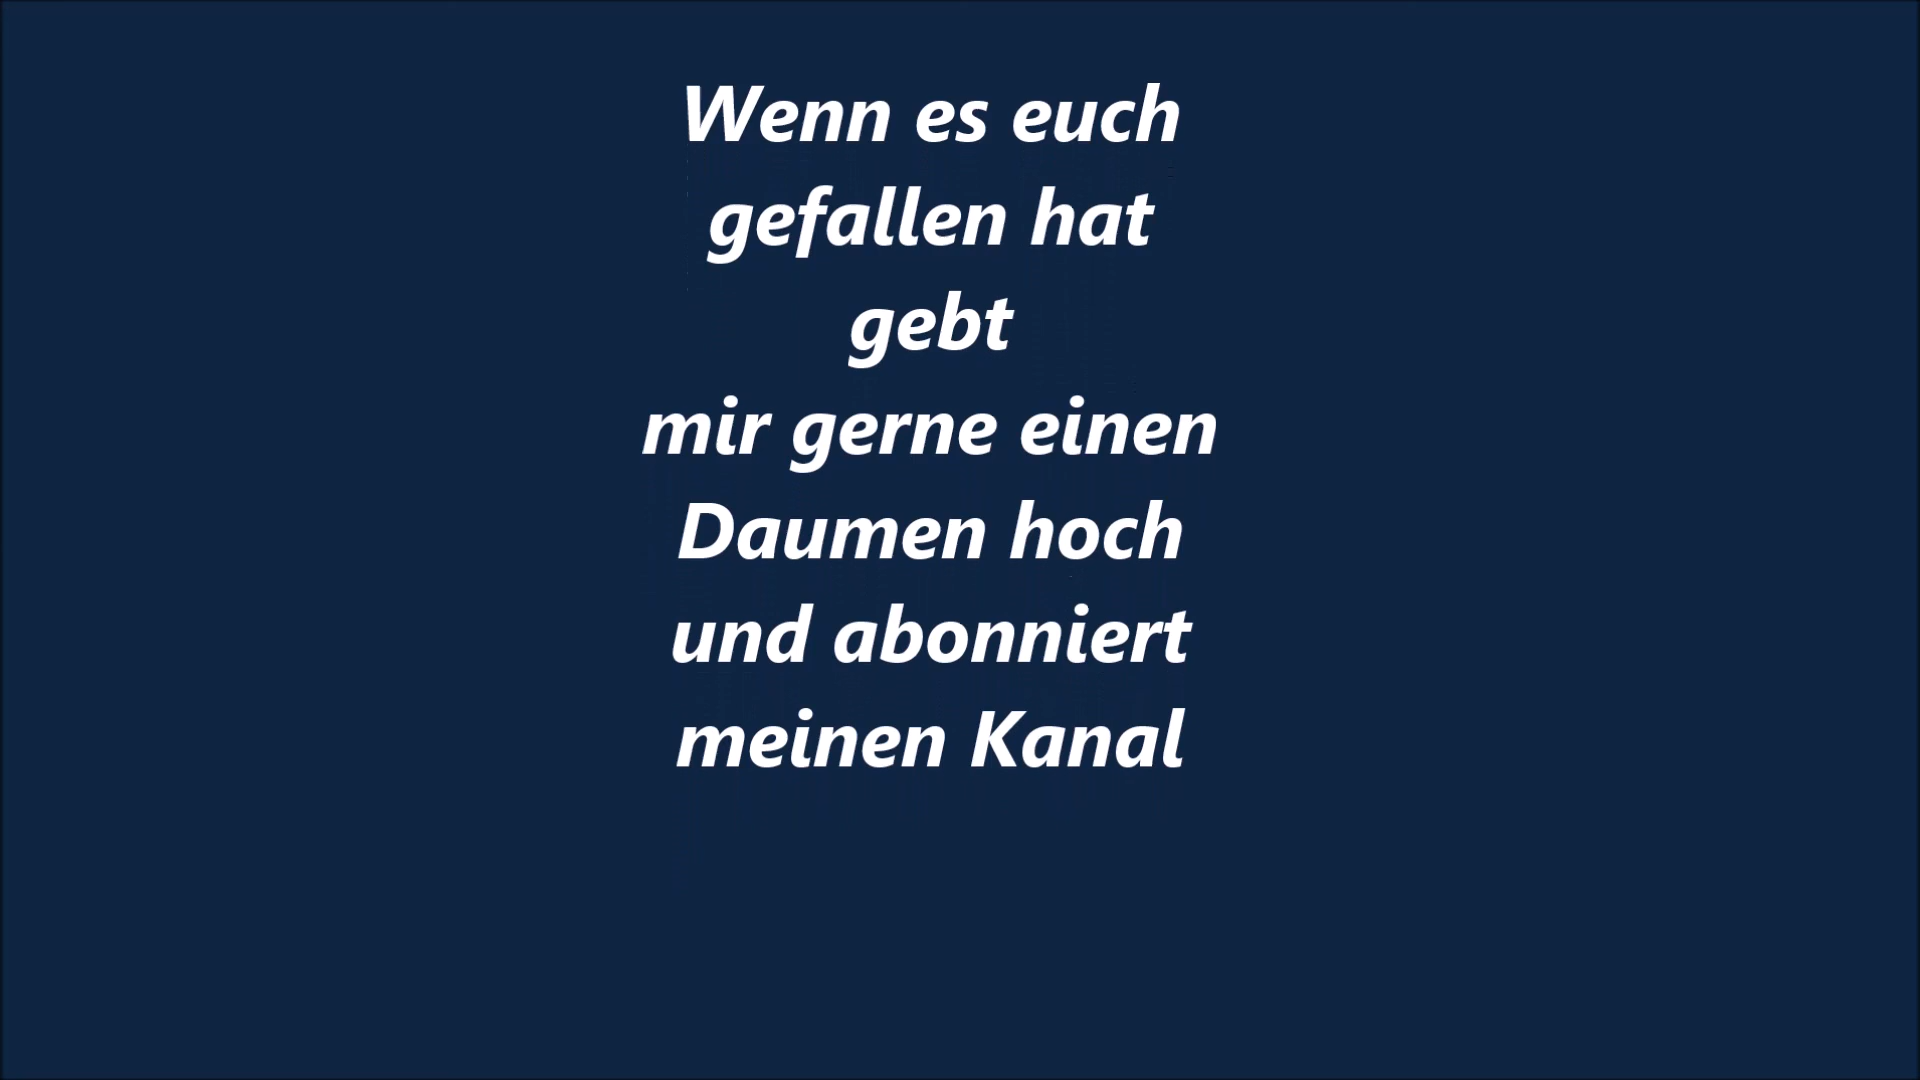 Wenn es euch
gefallen hat
gebt
mir gerne einen
Daumen hoch
und abonniert
meinen Kanal